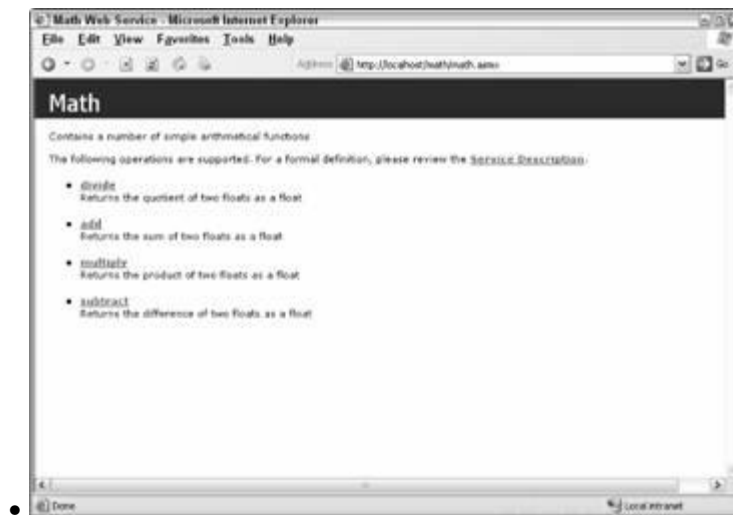 Math Web Service - Microsoft Internet Explorer
File Edit View Favorites Tools Help
Address http://localhost/math/math.asmx Go
Math
Contains a number of simple arithmetical functions
The following operations are supported. For a formal definition, please review the Service Description.
• divide
Returns the quotient of two floats as a float
• add
Returns the sum of two floats as a float
• multiply
Returns the product of two floats as a float
• subtract
Returns the difference of two floats as a float
Done Local intranet